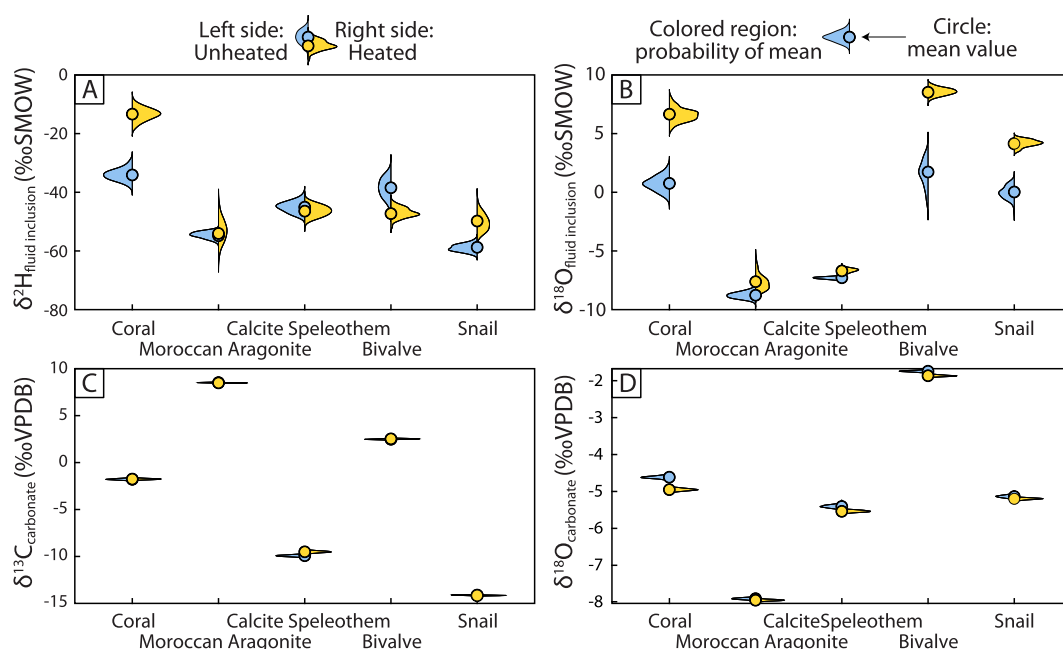 Left side: Right side:
Unheated Heated
Colored region: Circle:
probability of mean mean value
A
δ²H fluid inclusion (‰SMOW)
0
-20
-40
-60
-80
Coral Calcite Speleothem Snail
Moroccan Aragonite Bivalve
B
δ¹⁸O fluid inclusion (‰SMOW)
10
5
0
-5
-10
Coral Calcite Speleothem Snail
Moroccan Aragonite Bivalve
C
δ¹³C carbonate (‰VPDB)
10
5
0
-5
-10
-15
Coral Calcite Speleothem Snail
Moroccan Aragonite Bivalve
D
δ¹⁸O carbonate (‰VPDB)
-2
-3
-4
-5
-6
-7
-8
Coral CalciteSpeleothem Snail
Moroccan Aragonite Bivalve